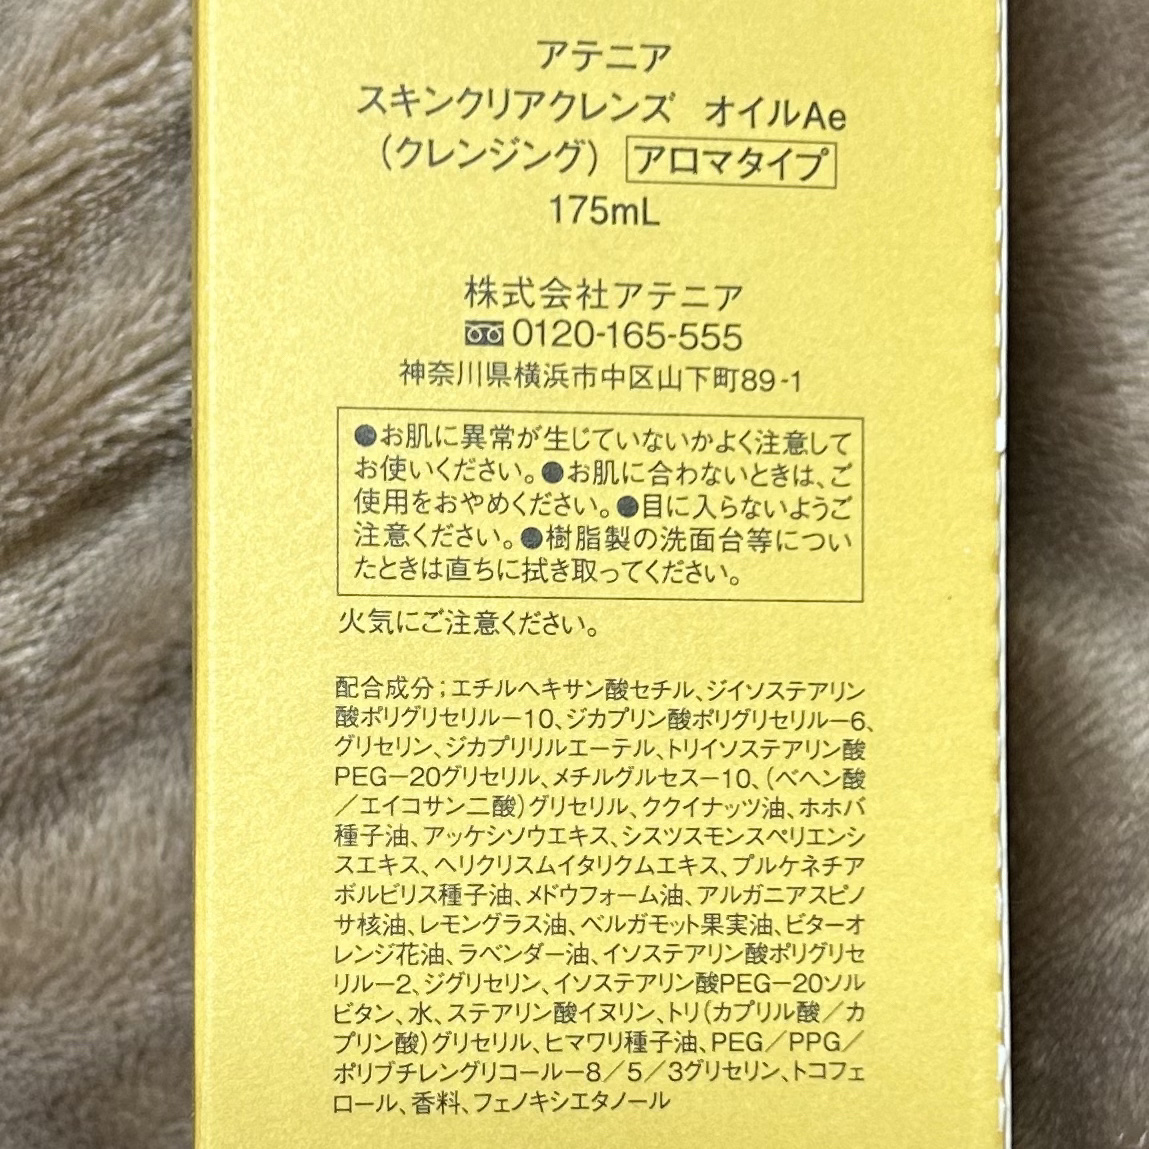 アテニア
スキンクリアクレンズ オイルAe
（クレンジング） アロマタイプ
175mL
株式会社アテニア
0120-165-555
神奈川県横浜市中区山下町89-1
●お肌に異常が生じていないかよく注意して
お使いください。●お肌に合わないときは、ご
使用をおやめください。●目に入らないようご
注意ください。●樹脂製の洗面台等につい
たときは直ちに拭き取ってください。
火気にご注意ください。
配合成分；エチルヘキサン酸セチル、ジイソステアリン
酸ポリグリセリル－10、ジカプリン酸ポリグリセリル－6、
グリセリン、ジカプリリルエーテル、トリイソステアリン酸
PEG－20グリセリル、メチルグルセス－10、（ベヘン酸
／エイコサン二酸）グリセリル、ククイナッツ油、ホホバ
種子油、アッケシソウエキス、シスツスモンスペリエンシ
スエキス、ヘリクリスムイタリクムエキス、プルケネチア
ボルビリス種子油、メドウフォーム油、アルガニアスピノ
サ核油、レモングラス油、ベルガモット果実油、ビターオ
レンジ花油、ラベンダー油、イソステアリン酸ポリグリセ
リル－2、ジグリセリン、イソステアリン酸PEG－20ソル
ビタン、水、ステアリン酸イヌリン、トリ（カプリル酸／カ
プリン酸）グリセリル、ヒマワリ種子油、PEG／PPG／
ポリブチレングリコール－8／5／3グリセリン、トコフェ
ロール、香料、フェノキシエタノール